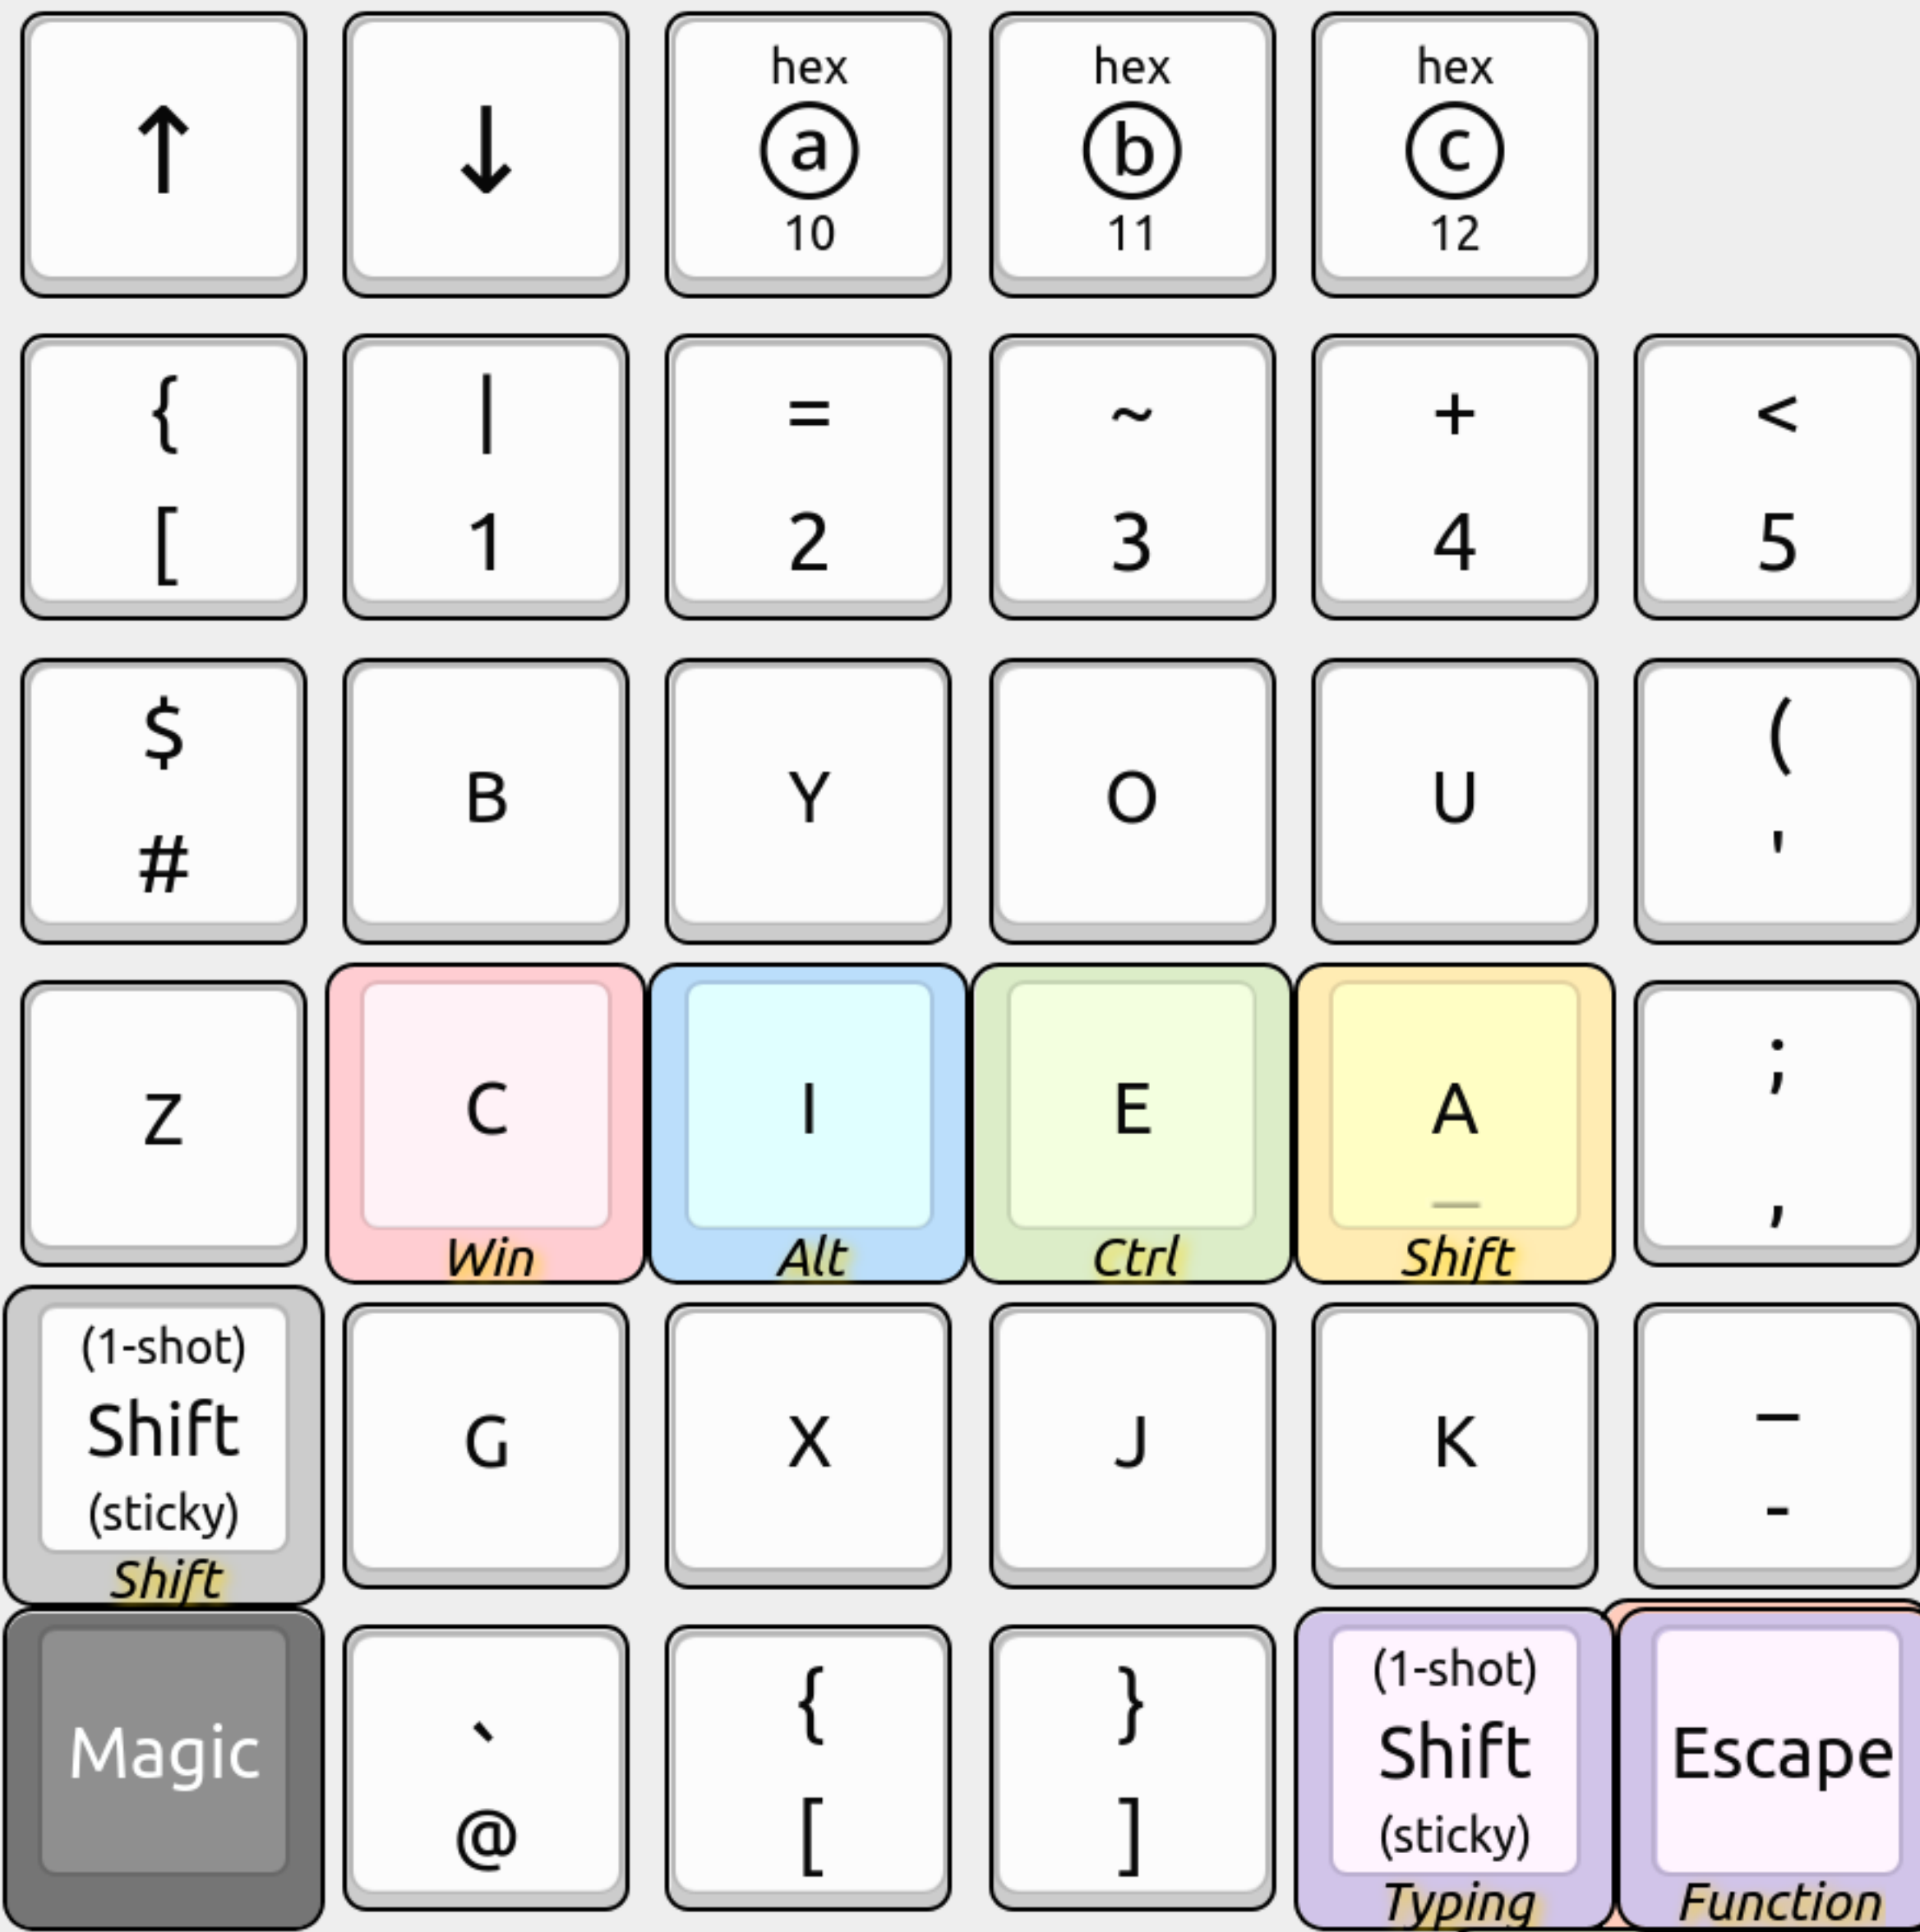 ↑ ↓ hex hex hex
ⓐ ⓑ ⓒ
10 11 12
{ | = ~ + <
[ 1 2 3 4 5
$ B Y O U (
# '
Z C I E A ;
_ ,
Win Alt Ctrl Shift
(1-shot)
Shift G X J K _
(sticky) -
Shift
Magic ` { } (1-shot) Escape
@ [ ] Shift
(sticky)
Typing Function